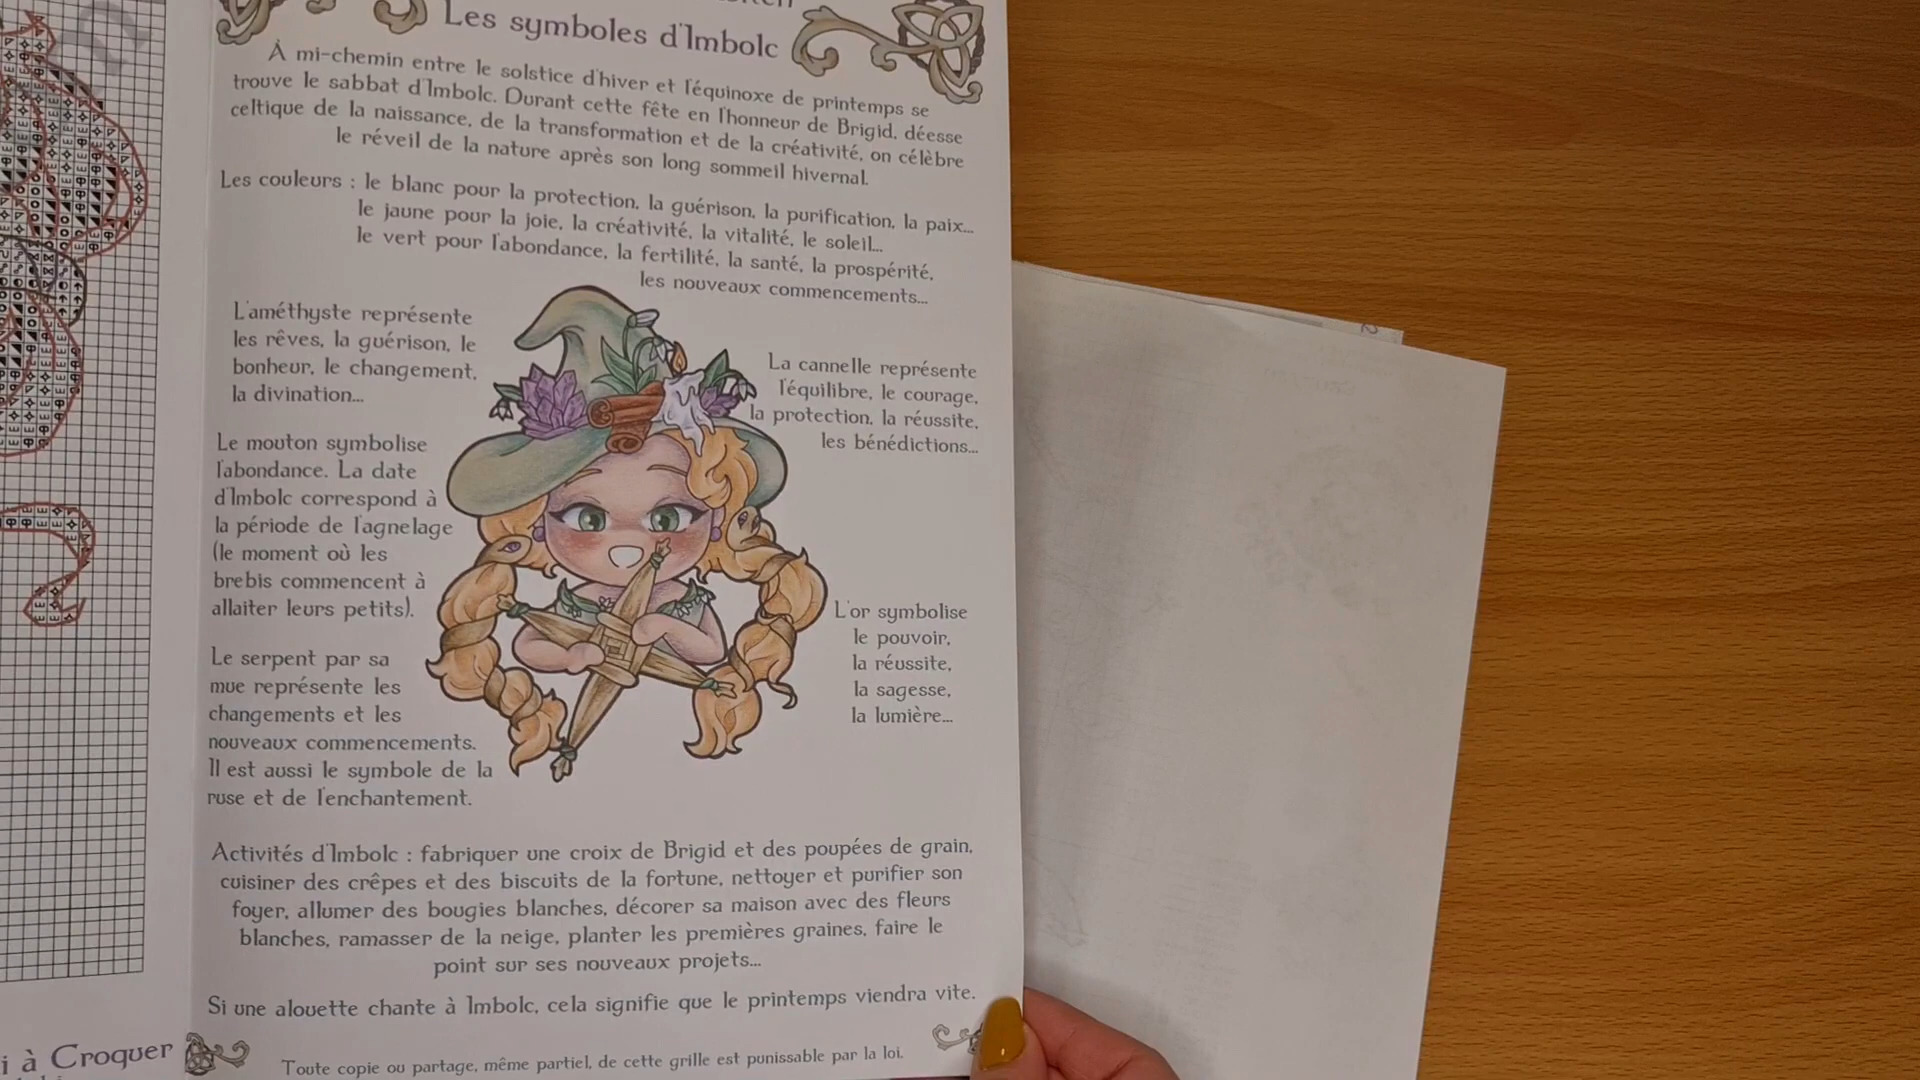 Les symboles d'Imbolc
À mi-chemin entre le solstice d'hiver et l'équinoxe de printemps se
trouve le sabbat d'Imbolc. Durant cette fête en l'honneur de Brigid, déesse
celtique de la naissance, de la transformation et de la créativité, on célèbre
le réveil de la nature après son long sommeil hivernal.
Les couleurs : le blanc pour la protection, la guérison, la purification, la paix...
le jaune pour la joie, la créativité, la vitalité, le soleil...
le vert pour l'abondance, la fertilité, la santé, la prospérité,
les nouveaux commencements...
L'améthyste représente
les rêves, la guérison, le
bonheur, le changement,
la divination...
La cannelle représente
l'équilibre, le courage,
la protection, la réussite,
les bénédictions...
Le mouton symbolise
l'abondance. La date
d'Imbolc correspond à
la période de l'agnelage
(le moment où les
brebis commencent à
allaiter leurs petits).
L'or symbolise
le pouvoir,
la réussite,
la sagesse,
la lumière...
Le serpent par sa
mue représente les
changements et les
nouveaux commencements.
Il est aussi le symbole de la
ruse et de l'enchantement.
Activités d'Imbolc : fabriquer une croix de Brigid et des poupées de grain,
cuisiner des crêpes et des biscuits de la fortune, nettoyer et purifier son
foyer, allumer des bougies blanches, décorer sa maison avec des fleurs
blanches, ramasser de la neige, planter les premières graines, faire le
point sur ses nouveaux projets...
Si une alouette chante à Imbolc, cela signifie que le printemps viendra vite.
i à Croquer
Toute copie ou partage, même partiel, de cette grille est punissable par la loi.